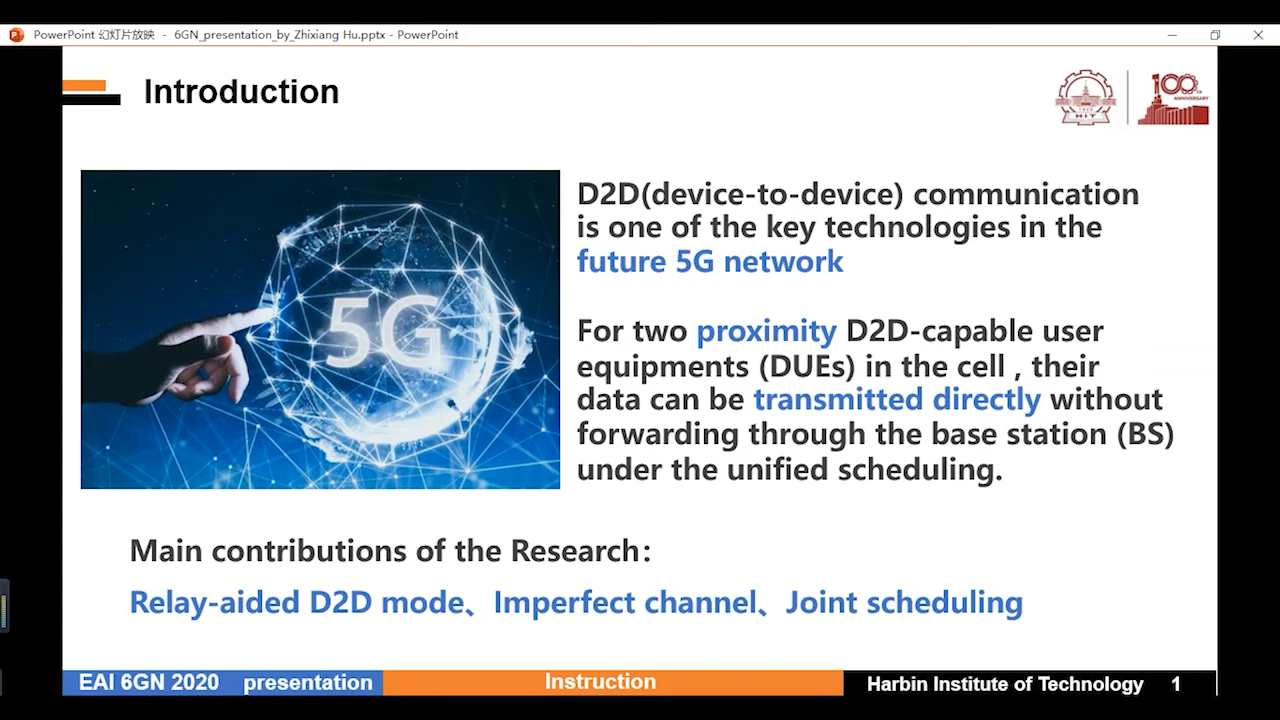 PowerPoint 幻灯片放映 - 6GN_presentation_by_Zhixiang Hu.pptx - PowerPoint
Introduction
HIT
100TH
ANNIVERSARY
5G
D2D(device-to-device) communication
is one of the key technologies in the
future 5G network
For two proximity D2D-capable user
equipments (DUEs) in the cell , their
data can be transmitted directly without
forwarding through the base station (BS)
under the unified scheduling.
Main contributions of the Research：
Relay-aided D2D mode、Imperfect channel、Joint scheduling
EAI 6GN 2020 presentation
Instruction
Harbin Institute of Technology 1